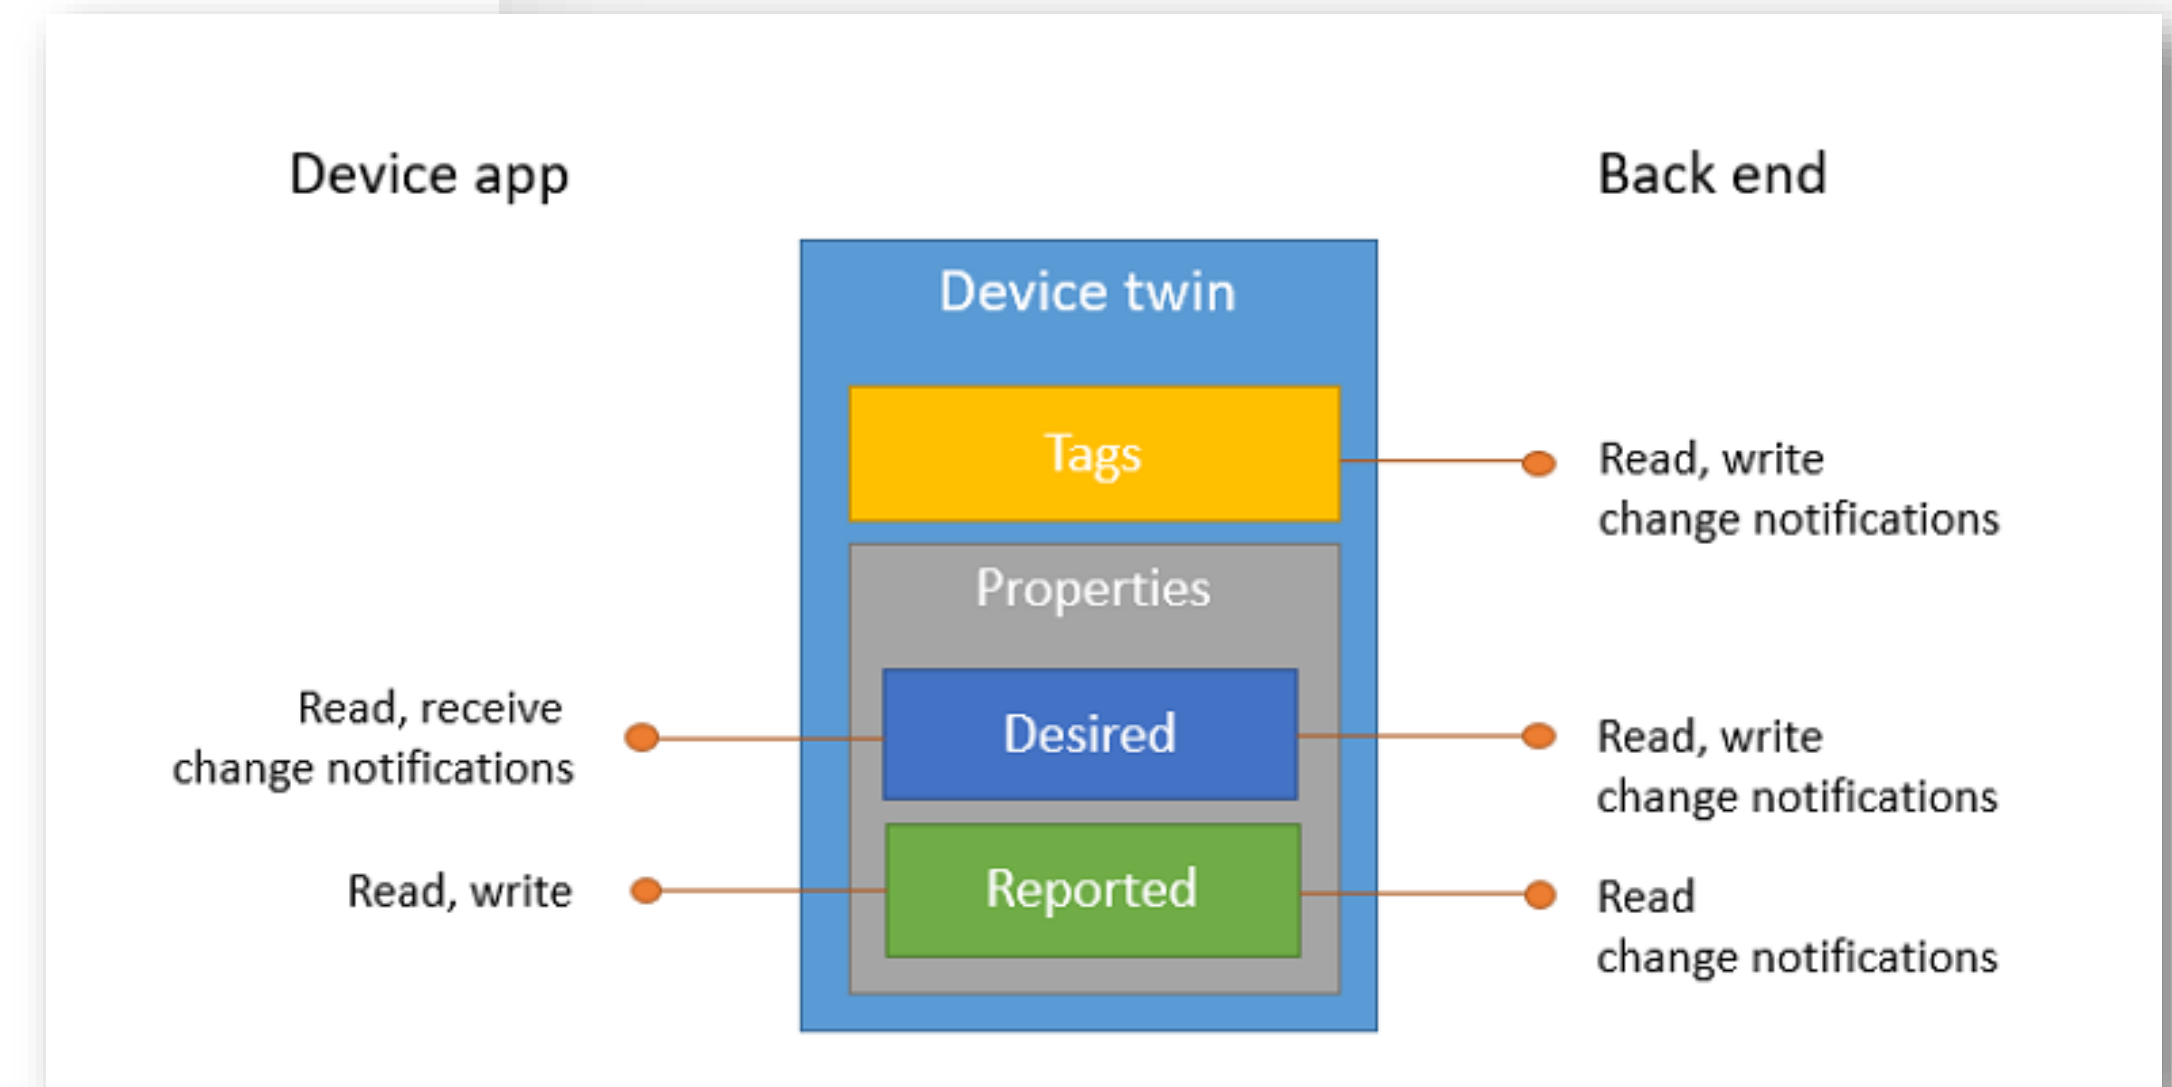 Device app
Back end
Device twin
Tags
Read, write
change notifications
Properties
Read, receive
change notifications
Desired
Read, write
change notifications
Read, write
Reported
Read
change notifications